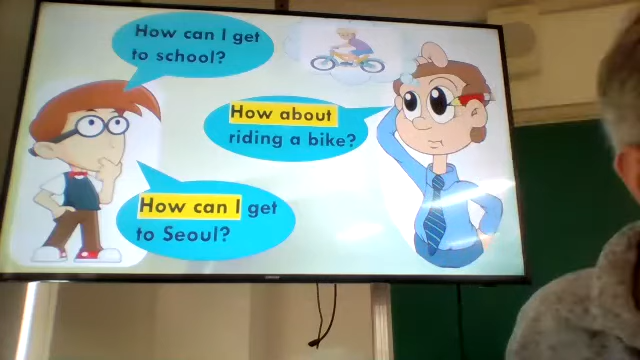 How can I get
to school?
How about
riding a bike?
How can I get
to Seoul?